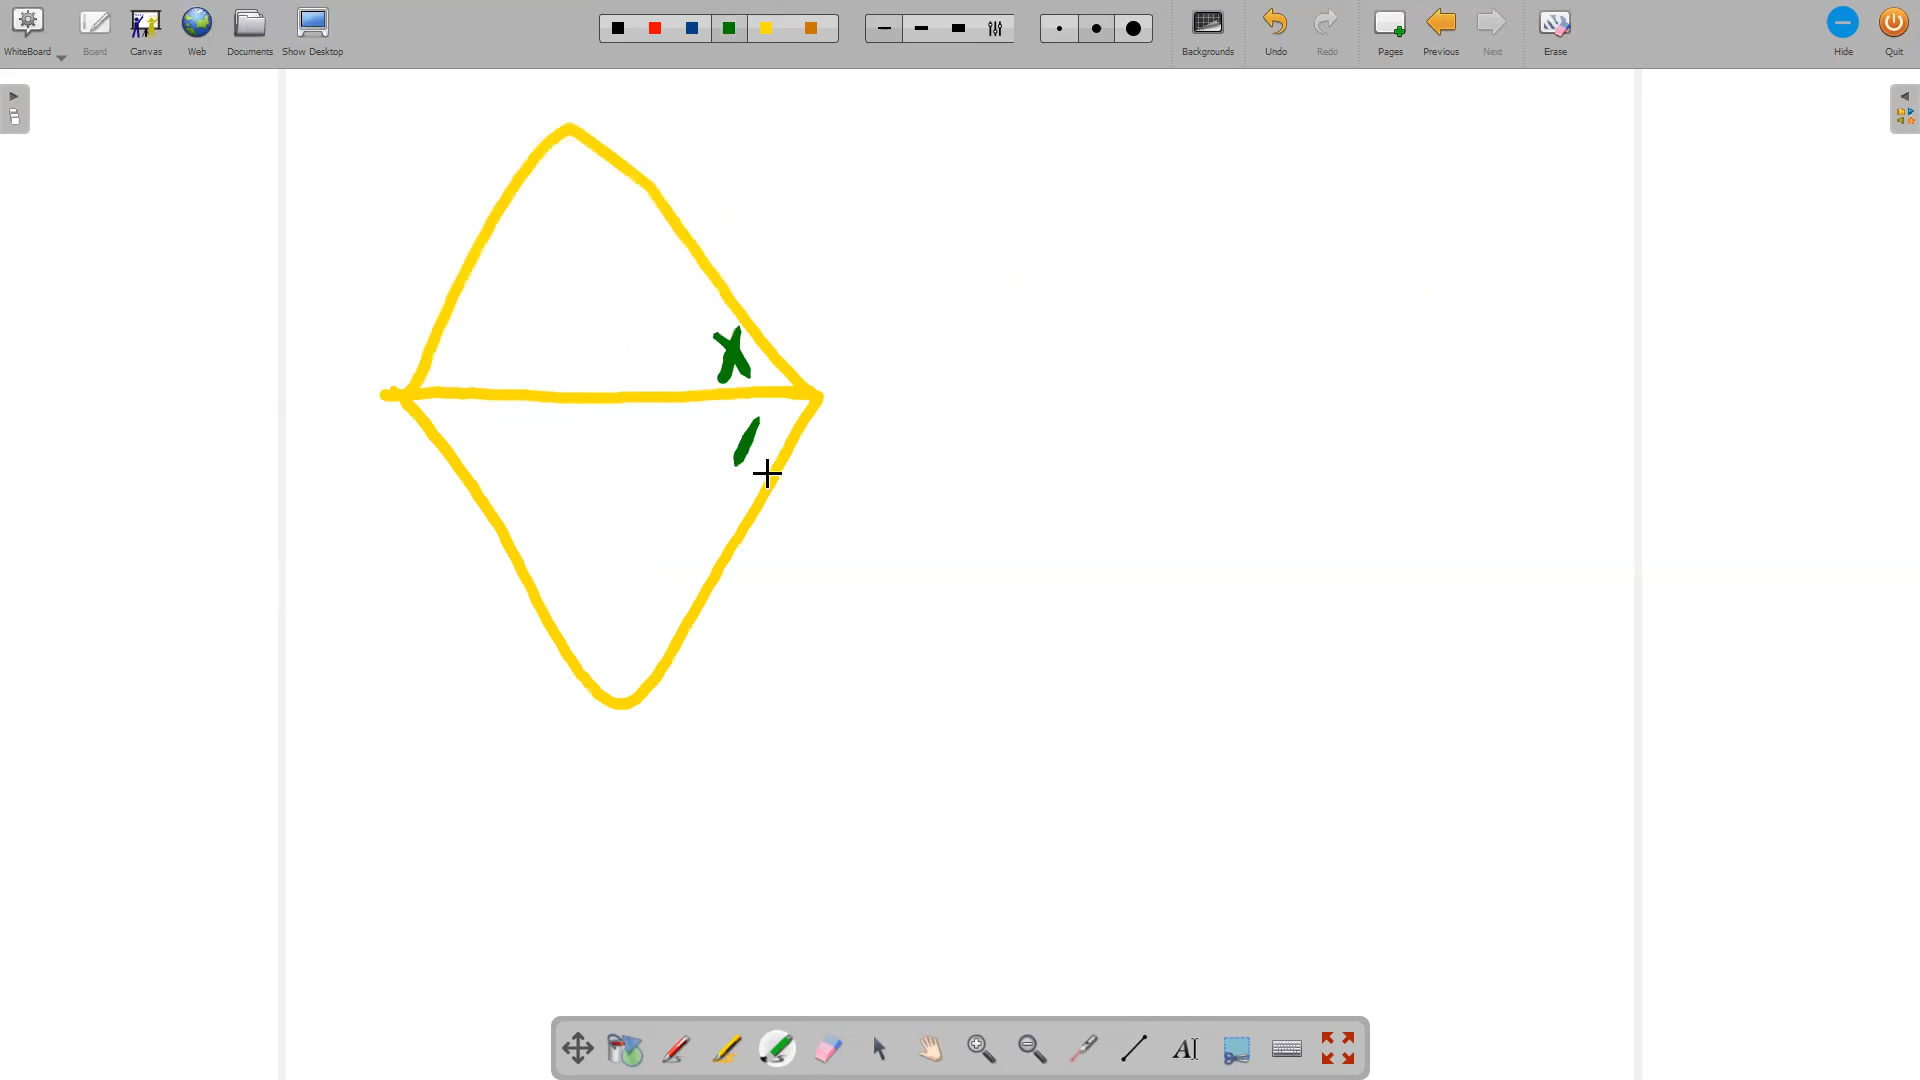 WhiteBoard Board Canvas Web Documents Show Desktop Backgrounds Undo Redo Pages Previous Next Erase Hide Quit
X
/